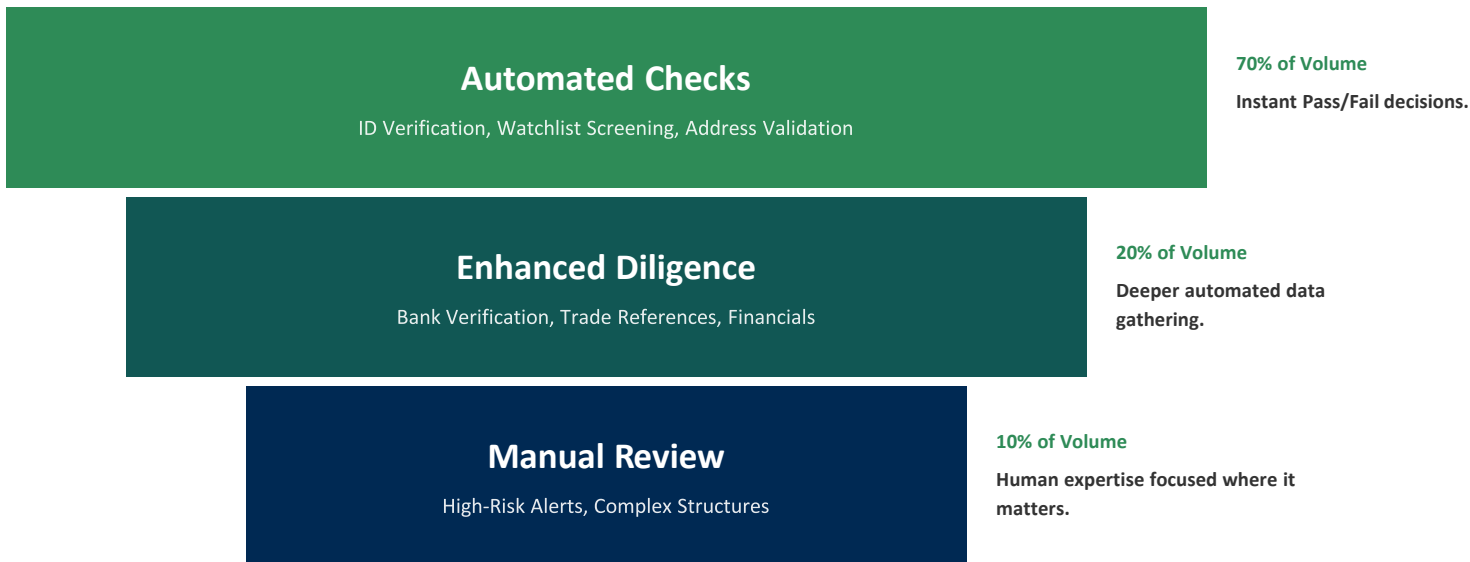 Automated Checks
ID Verification, Watchlist Screening, Address Validation
70% of Volume
Instant Pass/Fail decisions.
Enhanced Diligence
Bank Verification, Trade References, Financials
20% of Volume
Deeper automated data
gathering.
Manual Review
High-Risk Alerts, Complex Structures
10% of Volume
Human expertise focused where it
matters.